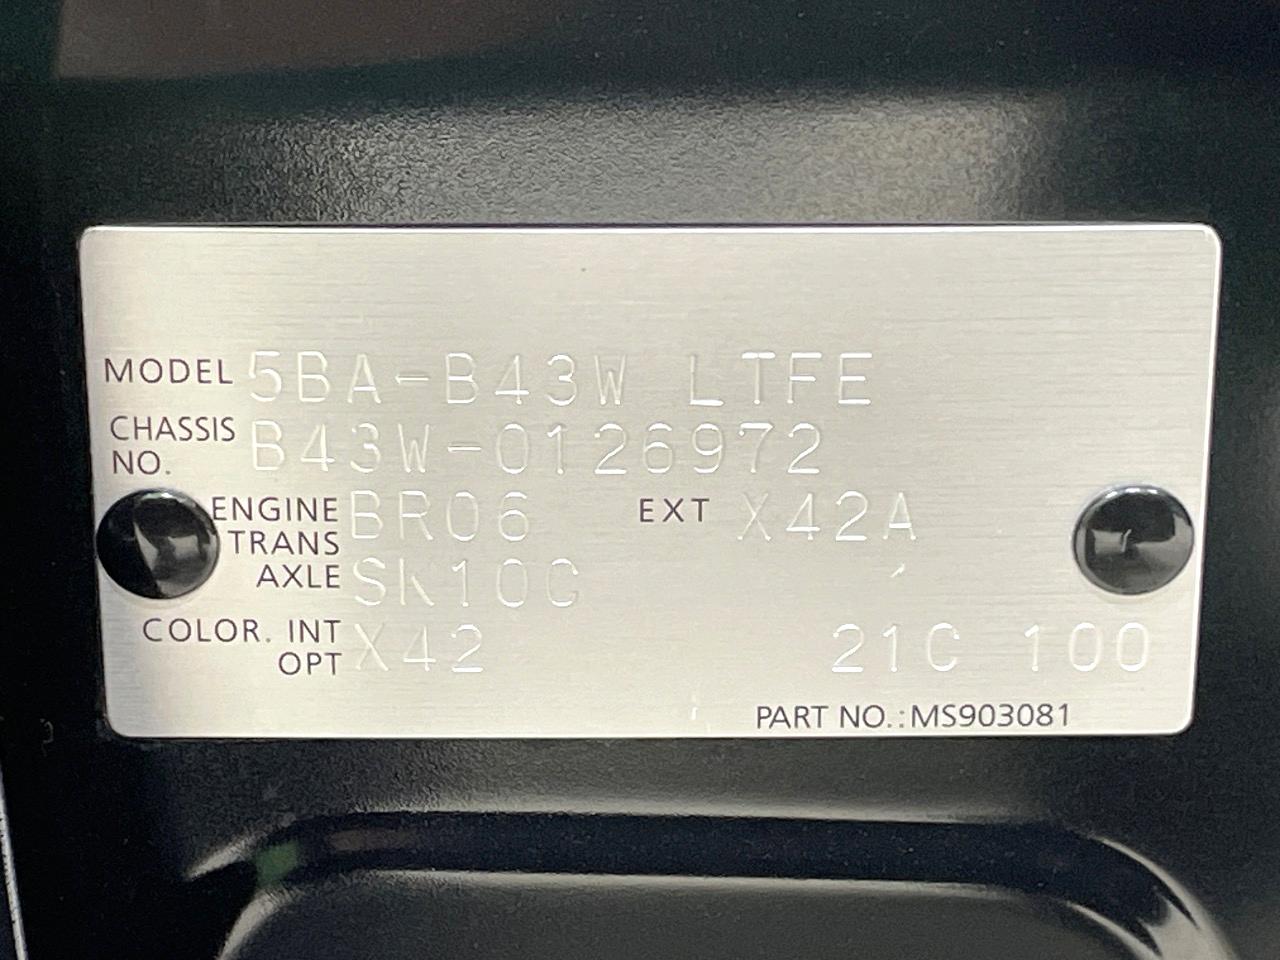 MODEL 5BA-B43W LTFE
CHASSIS NO. B43W-0126972
ENGINE BR06 EXT X42A
TRANS AXLE SK10C
COLOR. INT X42
OPT 21C 100
PART NO.:MS903081